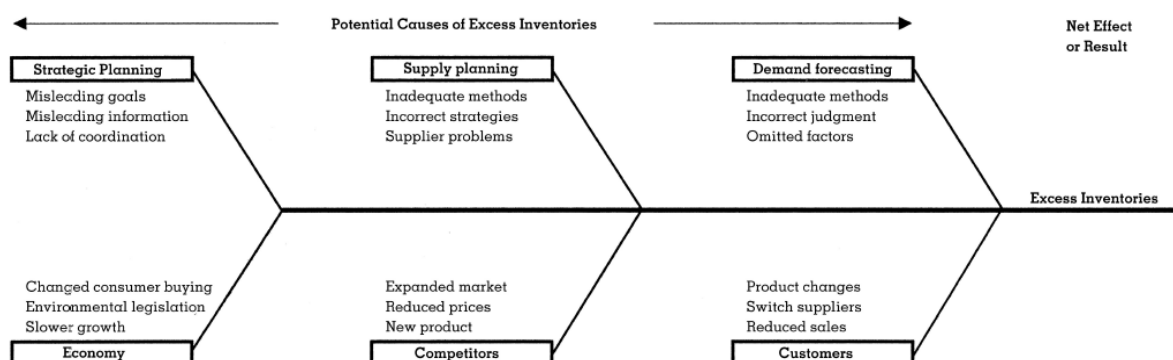 Potential Causes of Excess Inventories
Net Effect
or Result
Strategic Planning
Misleading goals
Misleading information
Lack of coordination
Supply planning
Inadequate methods
Incorrect strategies
Supplier problems
Demand forecasting
Inadequate methods
Incorrect judgment
Omitted factors
Excess Inventories
Changed consumer buying
Environmental legislation
Slower growth
Economy
Expanded market
Reduced prices
New product
Competitors
Product changes
Switch suppliers
Reduced sales
Customers